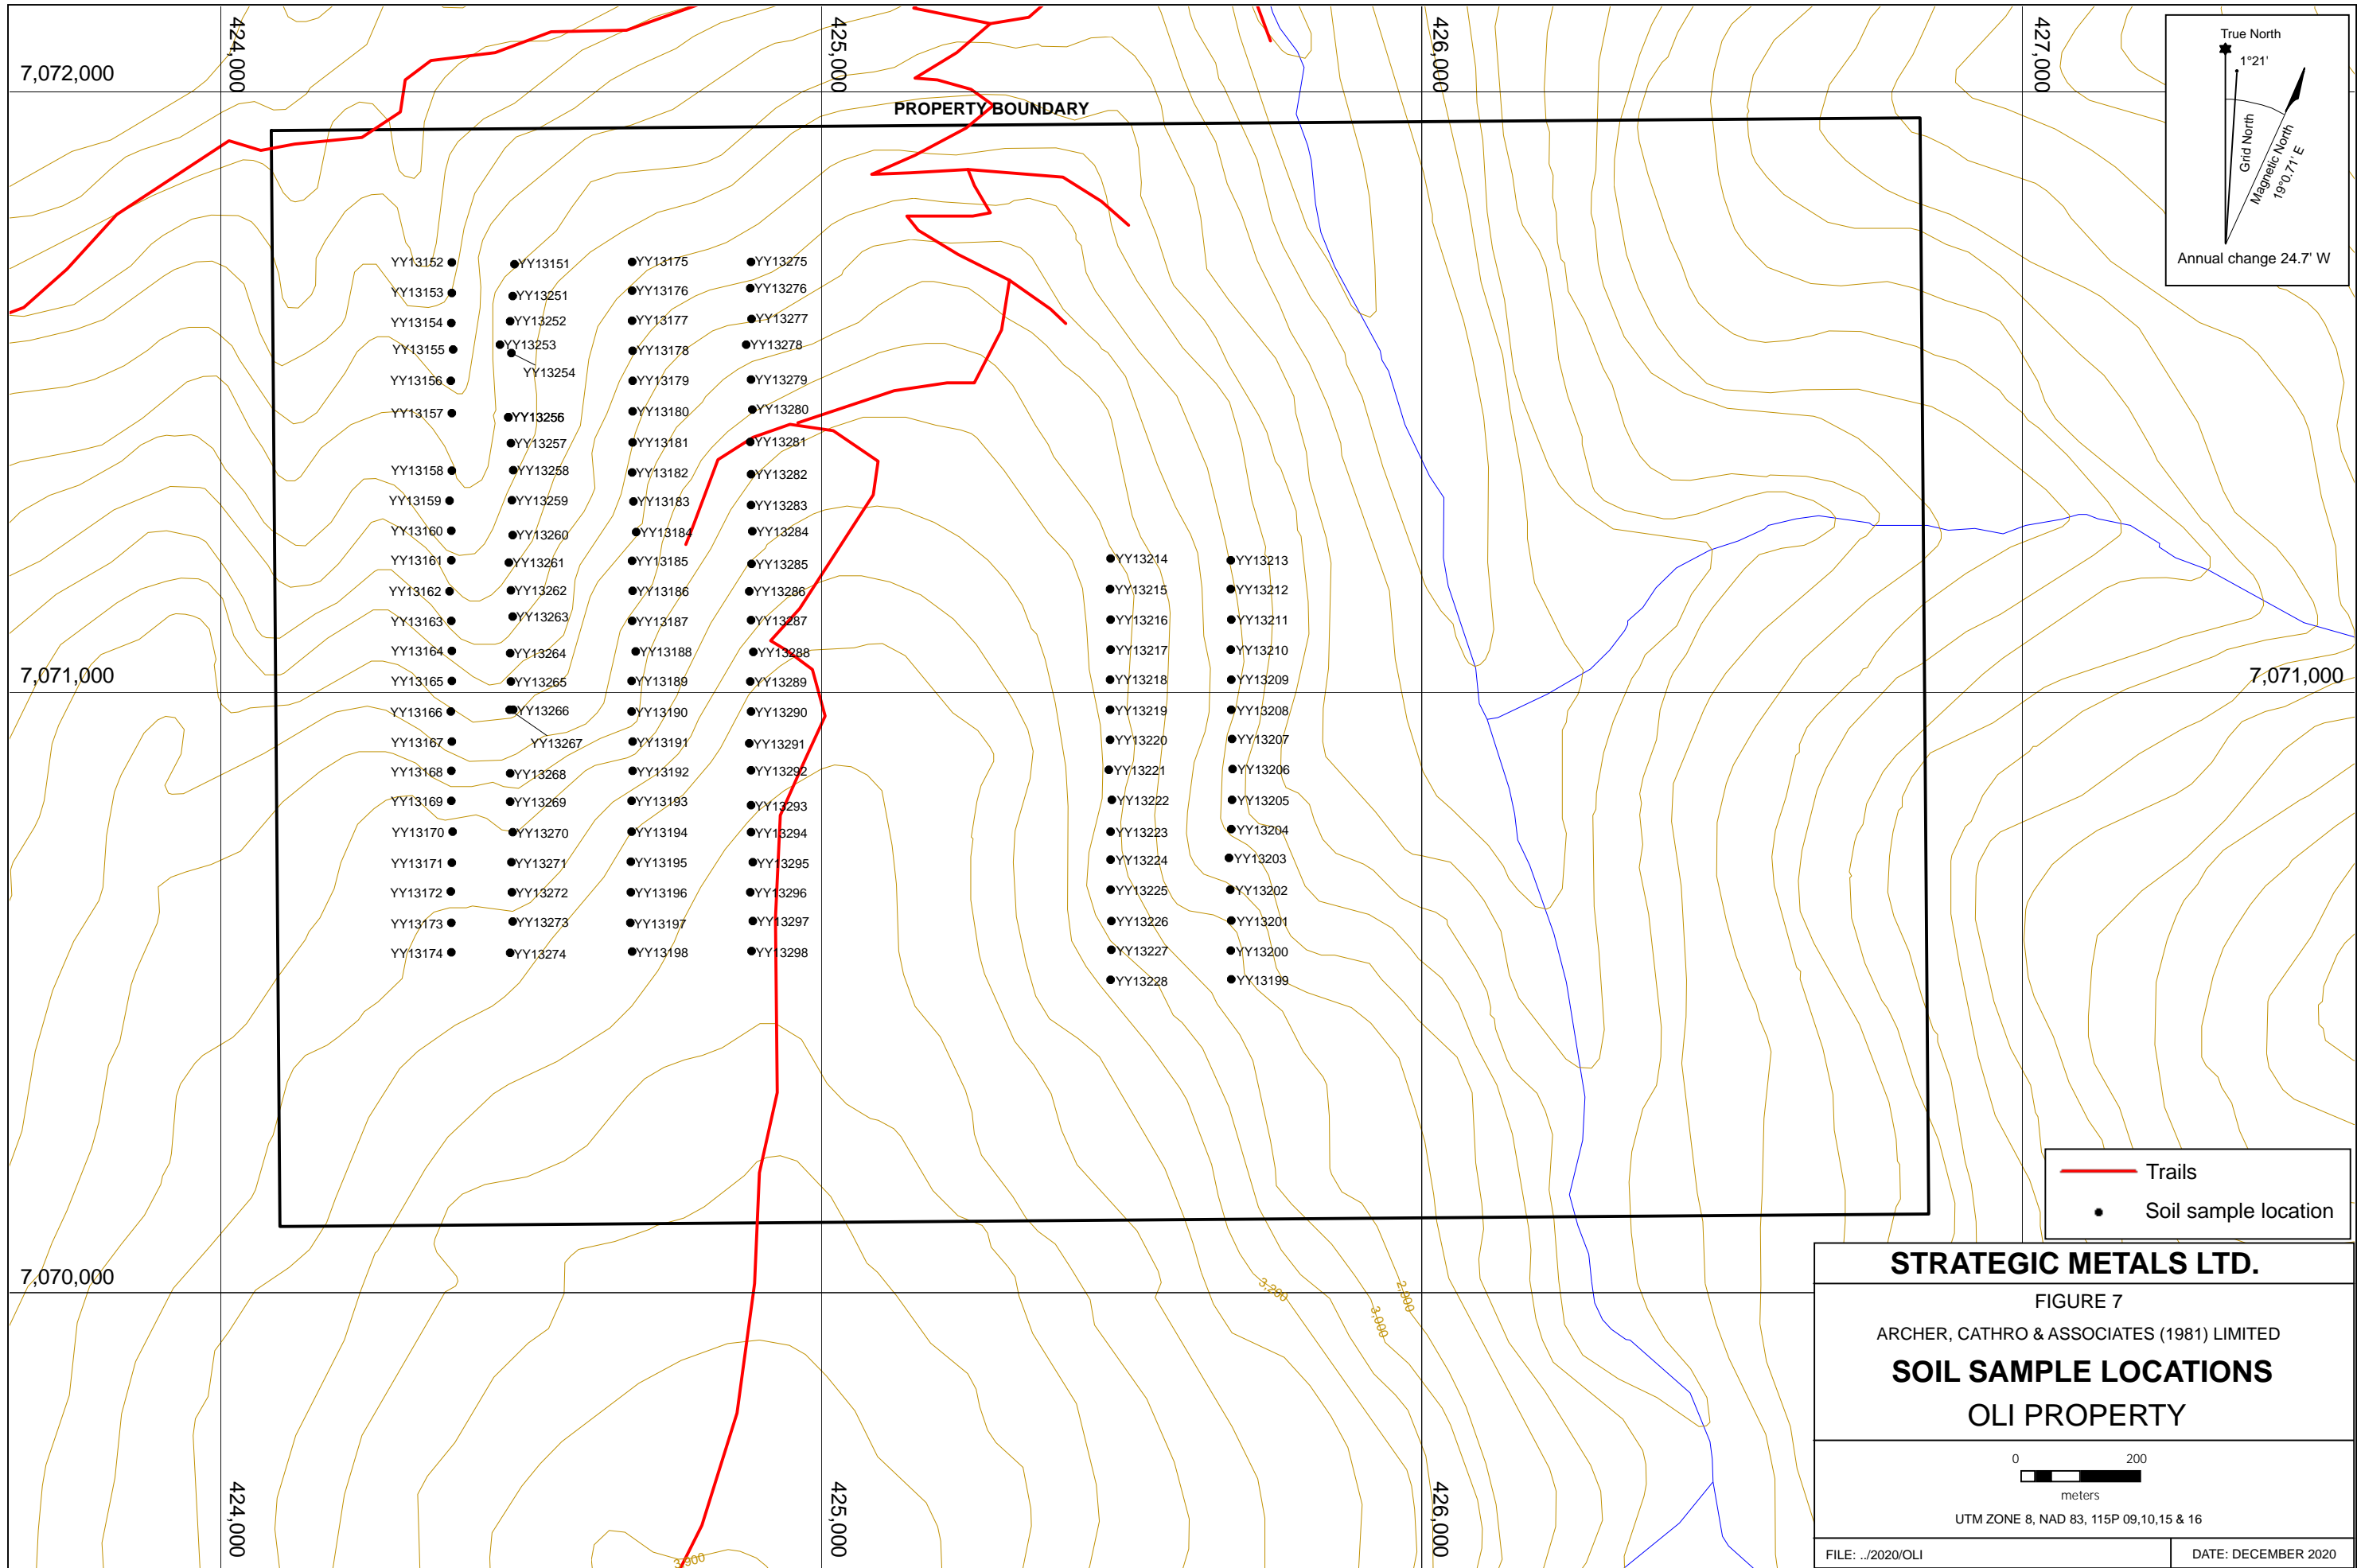 424,000
425,000
426,000
427,000
7,072,000
True North
1°21'
Grid North
Magnetic North
19°0.71' E
Annual change 24.7' W
PROPERTY BOUNDARY
YY13152
YY13153
YY13154
YY13155
YY13156
YY13157
YY13158
YY13159
YY13160
YY13161
YY13162
YY13163
YY13164
YY13165
YY13166
YY13167
YY13168
YY13169
YY13170
YY13171
YY13172
YY13173
YY13174
YY13151
YY13251
YY13252
YY13253
YY13254
YY13256
YY13257
YY13258
YY13259
YY13260
YY13261
YY13262
YY13263
YY13264
YY13265
YY13266
YY13267
YY13268
YY13269
YY13270
YY13271
YY13272
YY13273
YY13274
YY13175
YY13176
YY13177
YY13178
YY13179
YY13180
YY13181
YY13182
YY13183
YY13184
YY13185
YY13186
YY13187
YY13188
YY13189
YY13190
YY13191
YY13192
YY13193
YY13194
YY13195
YY13196
YY13197
YY13198
YY13275
YY13276
YY13277
YY13278
YY13279
YY13280
YY13281
YY13282
YY13283
YY13284
YY13285
YY13286
YY13287
YY13288
YY13289
YY13290
YY13291
YY13292
YY13293
YY13294
YY13295
YY13296
YY13297
YY13298
YY13214
YY13215
YY13216
YY13217
YY13218
YY13219
YY13220
YY13221
YY13222
YY13223
YY13224
YY13225
YY13226
YY13227
YY13228
YY13213
YY13212
YY13211
YY13210
YY13209
YY13208
YY13207
YY13206
YY13205
YY13204
YY13203
YY13202
YY13201
YY13200
YY13199
7,071,000
7,071,000
7,070,000
3,200
3,000
2,900
3,900
424,000
425,000
426,000
Trails
Soil sample location
STRATEGIC METALS LTD.
FIGURE 7
ARCHER, CATHRO & ASSOCIATES (1981) LIMITED
SOIL SAMPLE LOCATIONS
OLI PROPERTY
0 200
meters
UTM ZONE 8, NAD 83, 115P 09,10,15 & 16
FILE: ../2020/OLI
DATE: DECEMBER 2020